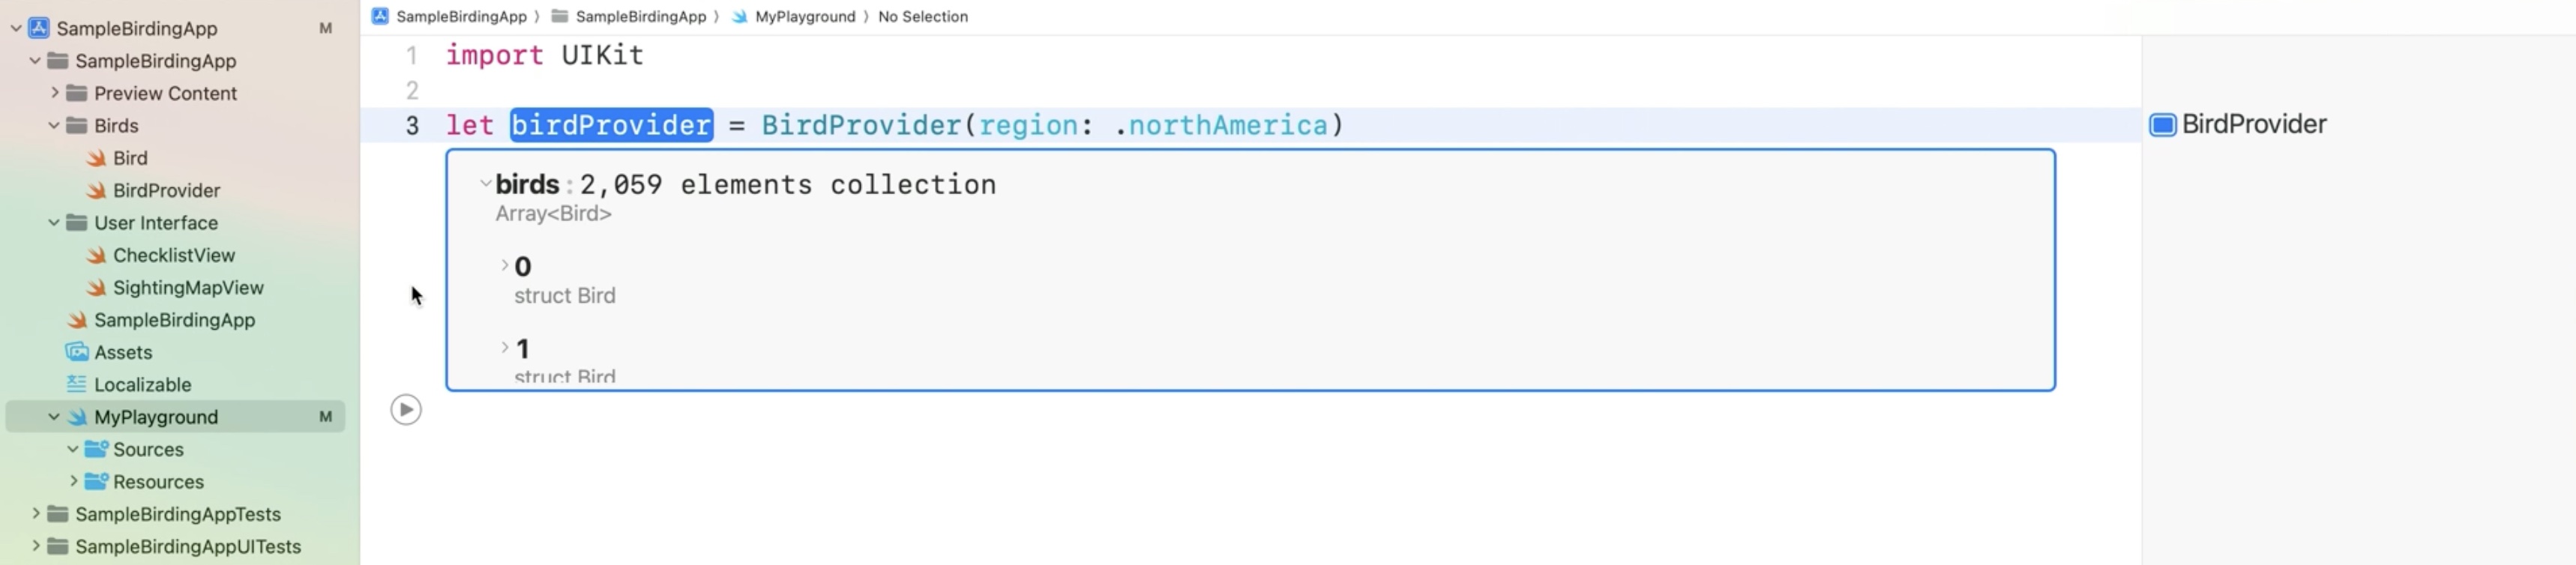 SampleBirdingApp M
SampleBirdingApp
Preview Content
Birds
Bird
BirdProvider
User Interface
ChecklistView
SightingMapView
SampleBirdingApp
Assets
Localizable
MyPlayground M
Sources
Resources
SampleBirdingAppTests
SampleBirdingAppUITests
SampleBirdingApp 〉 SampleBirdingApp 〉 MyPlayground 〉 No Selection
1 import UIKit
2
3 let birdProvider = BirdProvider(region: .northAmerica)
birds : 2,059 elements collection
Array<Bird>
0
struct Bird
1
struct Bird
BirdProvider